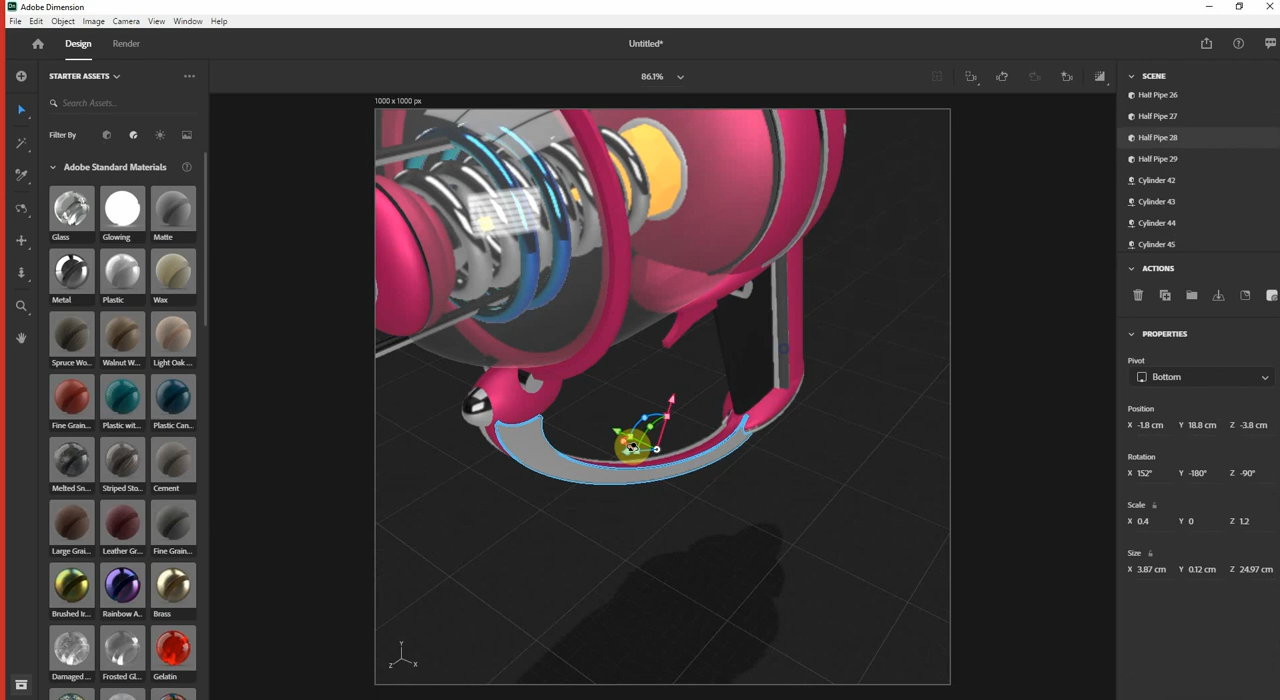 Dn Adobe Dimension
File Edit Object Image Camera View Window Help
Design Render Untitled*
STARTER ASSETS
86.1%
SCENE
1000 x 1000 px
Search Assets...
Half Pipe 26
Half Pipe 27
Filter By
Half Pipe 28
Half Pipe 29
Adobe Standard Materials
Cylinder 42
Cylinder 43
Cylinder 44
Glass Glowing Matte
Cylinder 45
ACTIONS
Metal Plastic Wax
PROPERTIES
Pivot
Spruce Wo... Walnut W... Light Oak ...
Bottom
Position
X -1.8 cm Y 18.8 cm Z -3.8 cm
Fine Grain... Plastic wit... Plastic Can...
Rotation
X 152° Y -180° Z -90°
Melted Sn... Striped Sto... Cement
Scale
X 0.4 Y 0 Z 1.2
Large Grai... Leather Gr... Fine Grain...
Size
X 3.87 cm Y 0.12 cm Z 24.97 cm
Brushed Ir... Rainbow A... Brass
Y
Z X
Damaged ... Frosted Gl... Gelatin